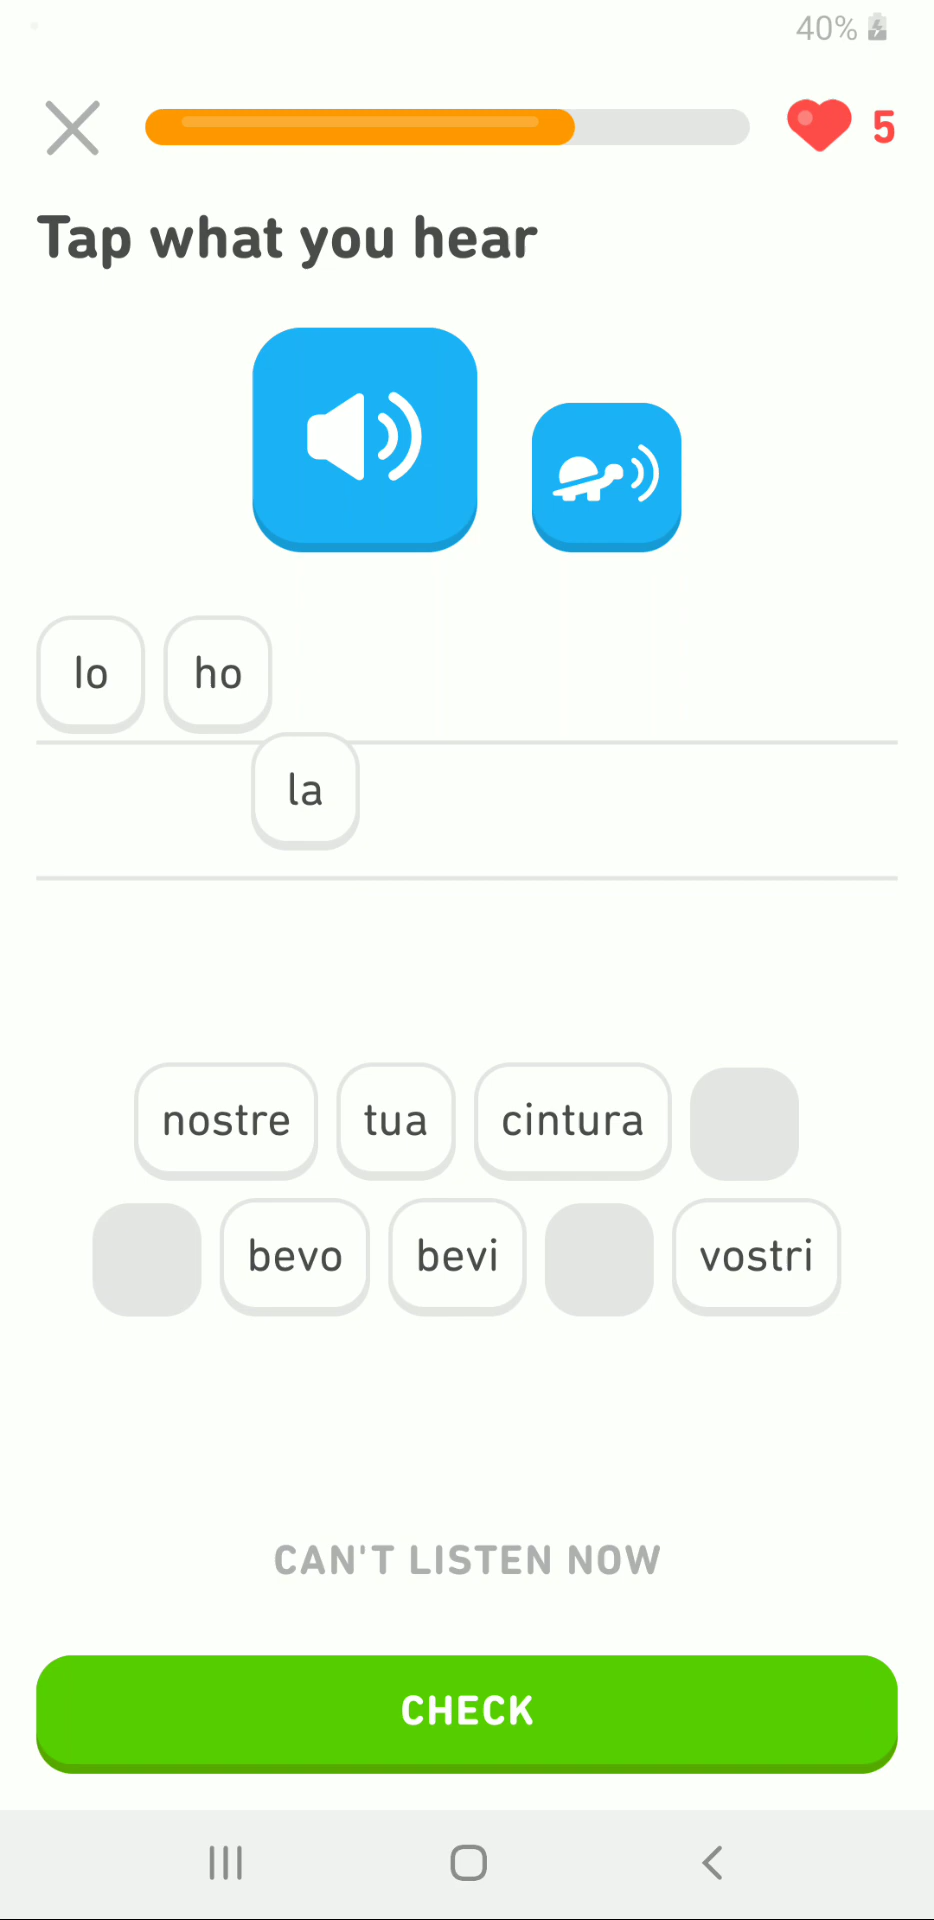 40%
5
Tap what you hear
lo ho
la
nostre tua cintura
bevo bevi vostri
CAN'T LISTEN NOW
CHECK